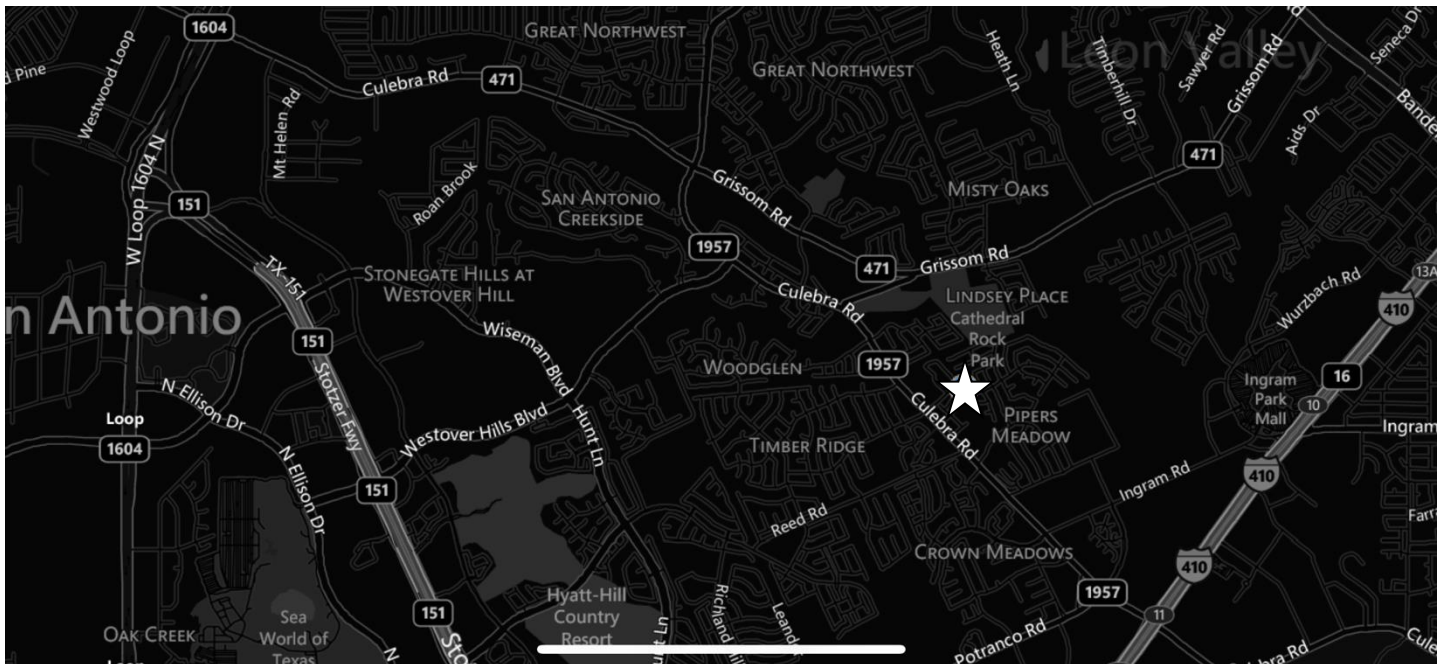 1604
GREAT NORTHWEST
Leon Valley
Seneca Dr
Culebra Rd
471
GREAT NORTHWEST
Heath Ln
Timberhill Dr
Sawyer Rd
Grissom Rd
Pine
Westwood Loop
Mt Helen Rd
Aids Dr
471
W Loop 1604 N
151
Roan Brook
SAN ANTONIO
CREEKSIDE
Grissom Rd
MISTY OAKS
1957
471
Grissom Rd
TX-151
STONEGATE HILLS AT
WESTOVER HILL
Culebra Rd
LINDSEY PLACE
Cathedral
Rock
Park
Wurzbach Rd
13A
410
n Antonio
151
Wiseman Blvd
WOODGLEN
1957
16
Ingram
Park
Mall
10
N Ellison Dr
Stotzer Fwy
Culebra Rd
PIPERS
MEADOW
Loop
1604
Westover Hills Blvd
Hunt Ln
TIMBER RIDGE
Ingram
N Ellison Dr
151
Ingram Rd
410
Reed Rd
CROWN MEADOWS
410
1957
Hyatt-Hill
Country
Resort
151
11
Sea
World of
Texas
OAK CREEK
Potranco Rd